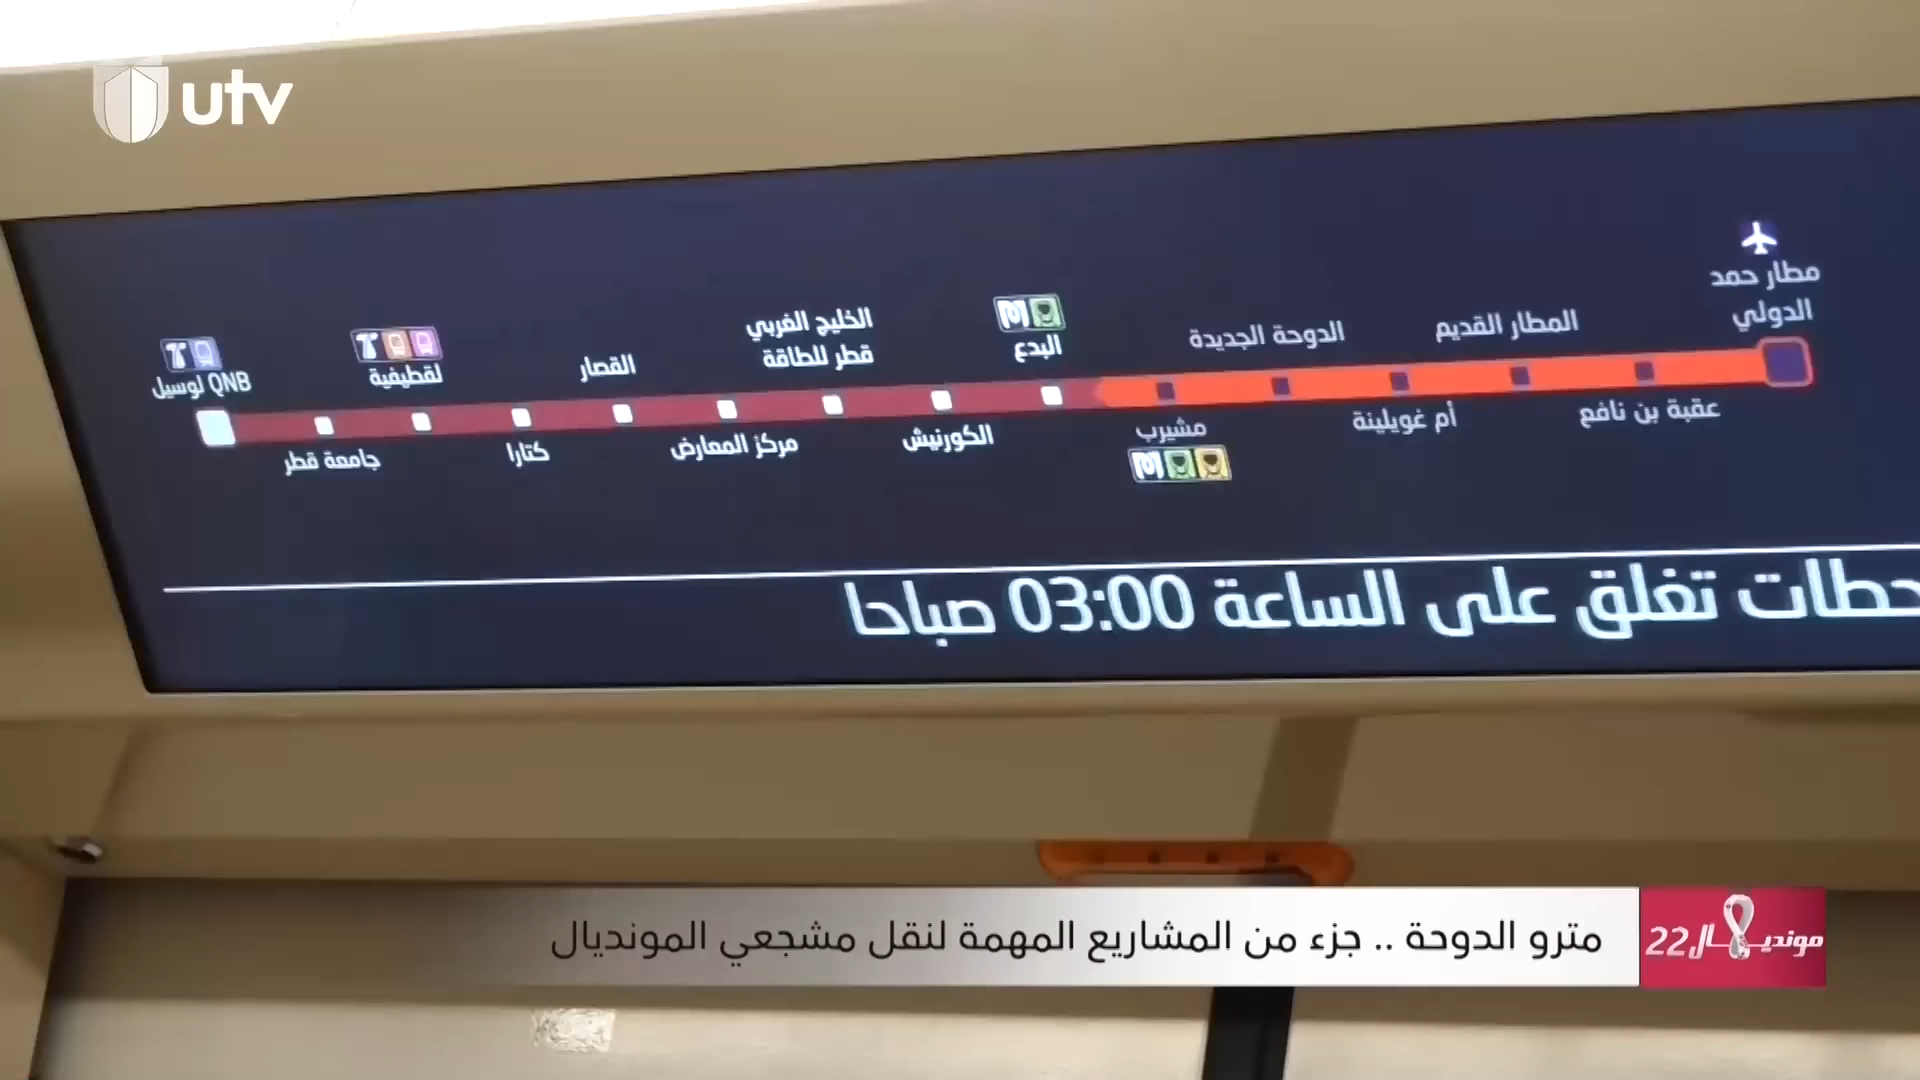 utv
مطار حمد
الدولي
عقبة بن نافع
المطار القديم
أم غويلينة
الدوحة الجديدة
مشيرب
البدع
الكورنيش
الخليج الغربي
قطر للطاقة
مركز المعارض
القصار
كتارا
لقطيفية
جامعة قطر
QNB لوسيل
تغلق على الساعة 03:00 صباحا
مترو الدوحة .. جزء من المشاريع المهمة لنقل مشجعي المونديال
مونديال 22